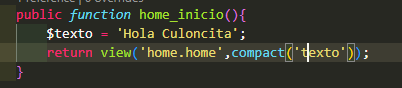 public function home_inicio(){
$texto = 'Hola Culoncita';
return view('home.home',compact('texto'));
}